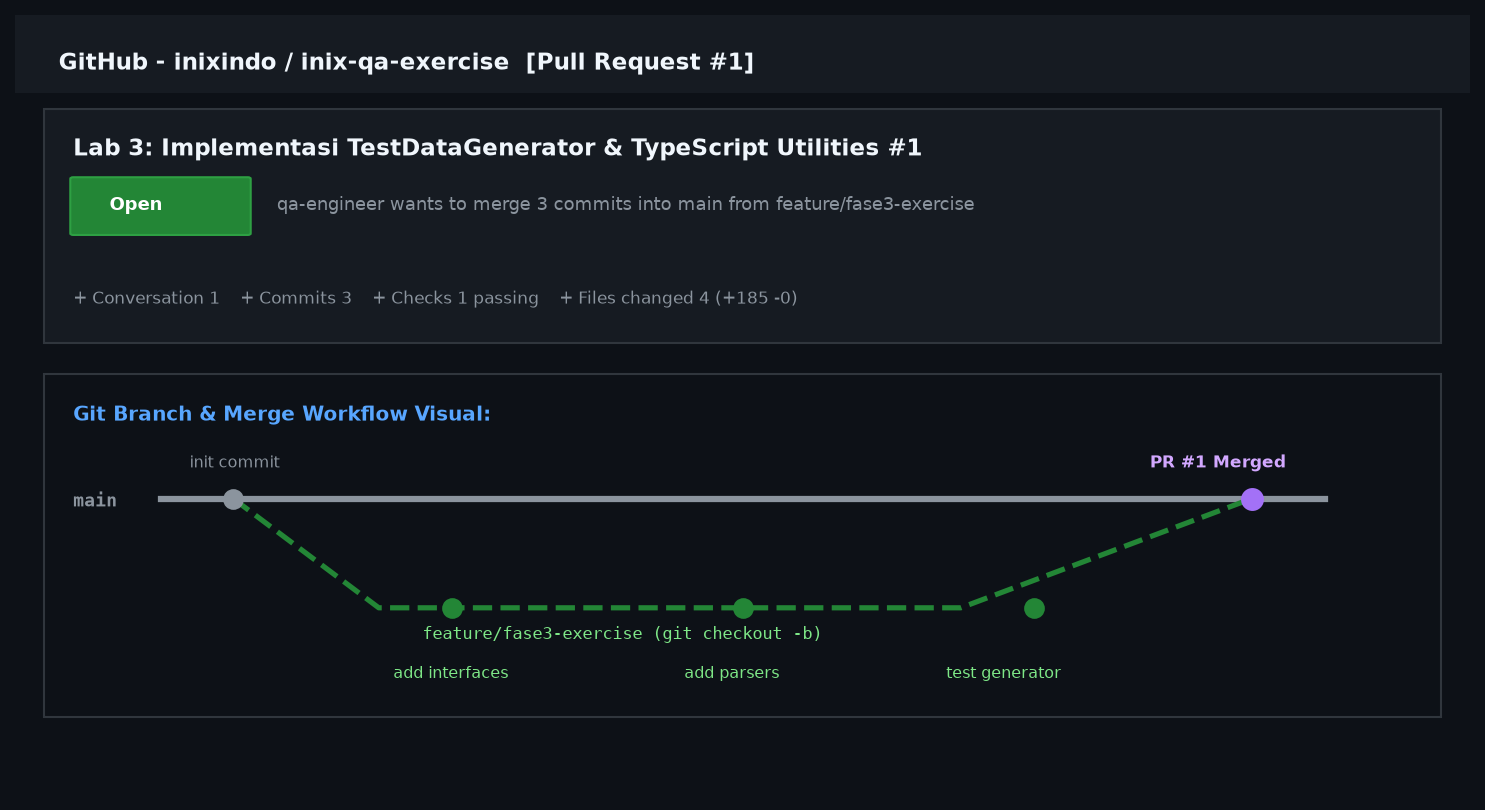 GitHub - inixindo / inix-qa-exercise [Pull Request #1]
Lab 3: Implementasi TestDataGenerator & TypeScript Utilities #1
Open
qa-engineer wants to merge 3 commits into main from feature/fase3-exercise
+ Conversation 1 + Commits 3 + Checks 1 passing + Files changed 4 (+185 -0)
Git Branch & Merge Workflow Visual:
init commit
PR #1 Merged
main
feature/fase3-exercise (git checkout -b)
add interfaces
add parsers
test generator